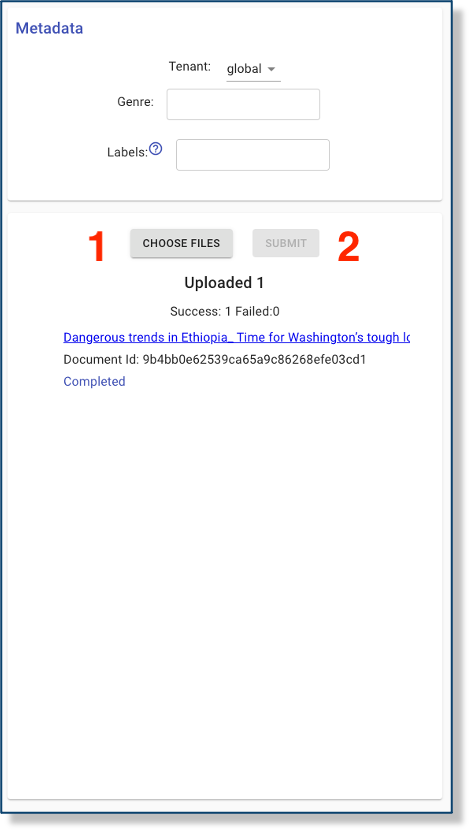 Metadata
Tenant: global
Genre:
Labels:?
1 CHOOSE FILES SUBMIT 2
Uploaded 1
Success: 1 Failed:0
Dangerous trends in Ethiopia_ Time for Washington's tough
Document Id: 9b4bb0e62539ca65a9c86268efe03cd1
Completed